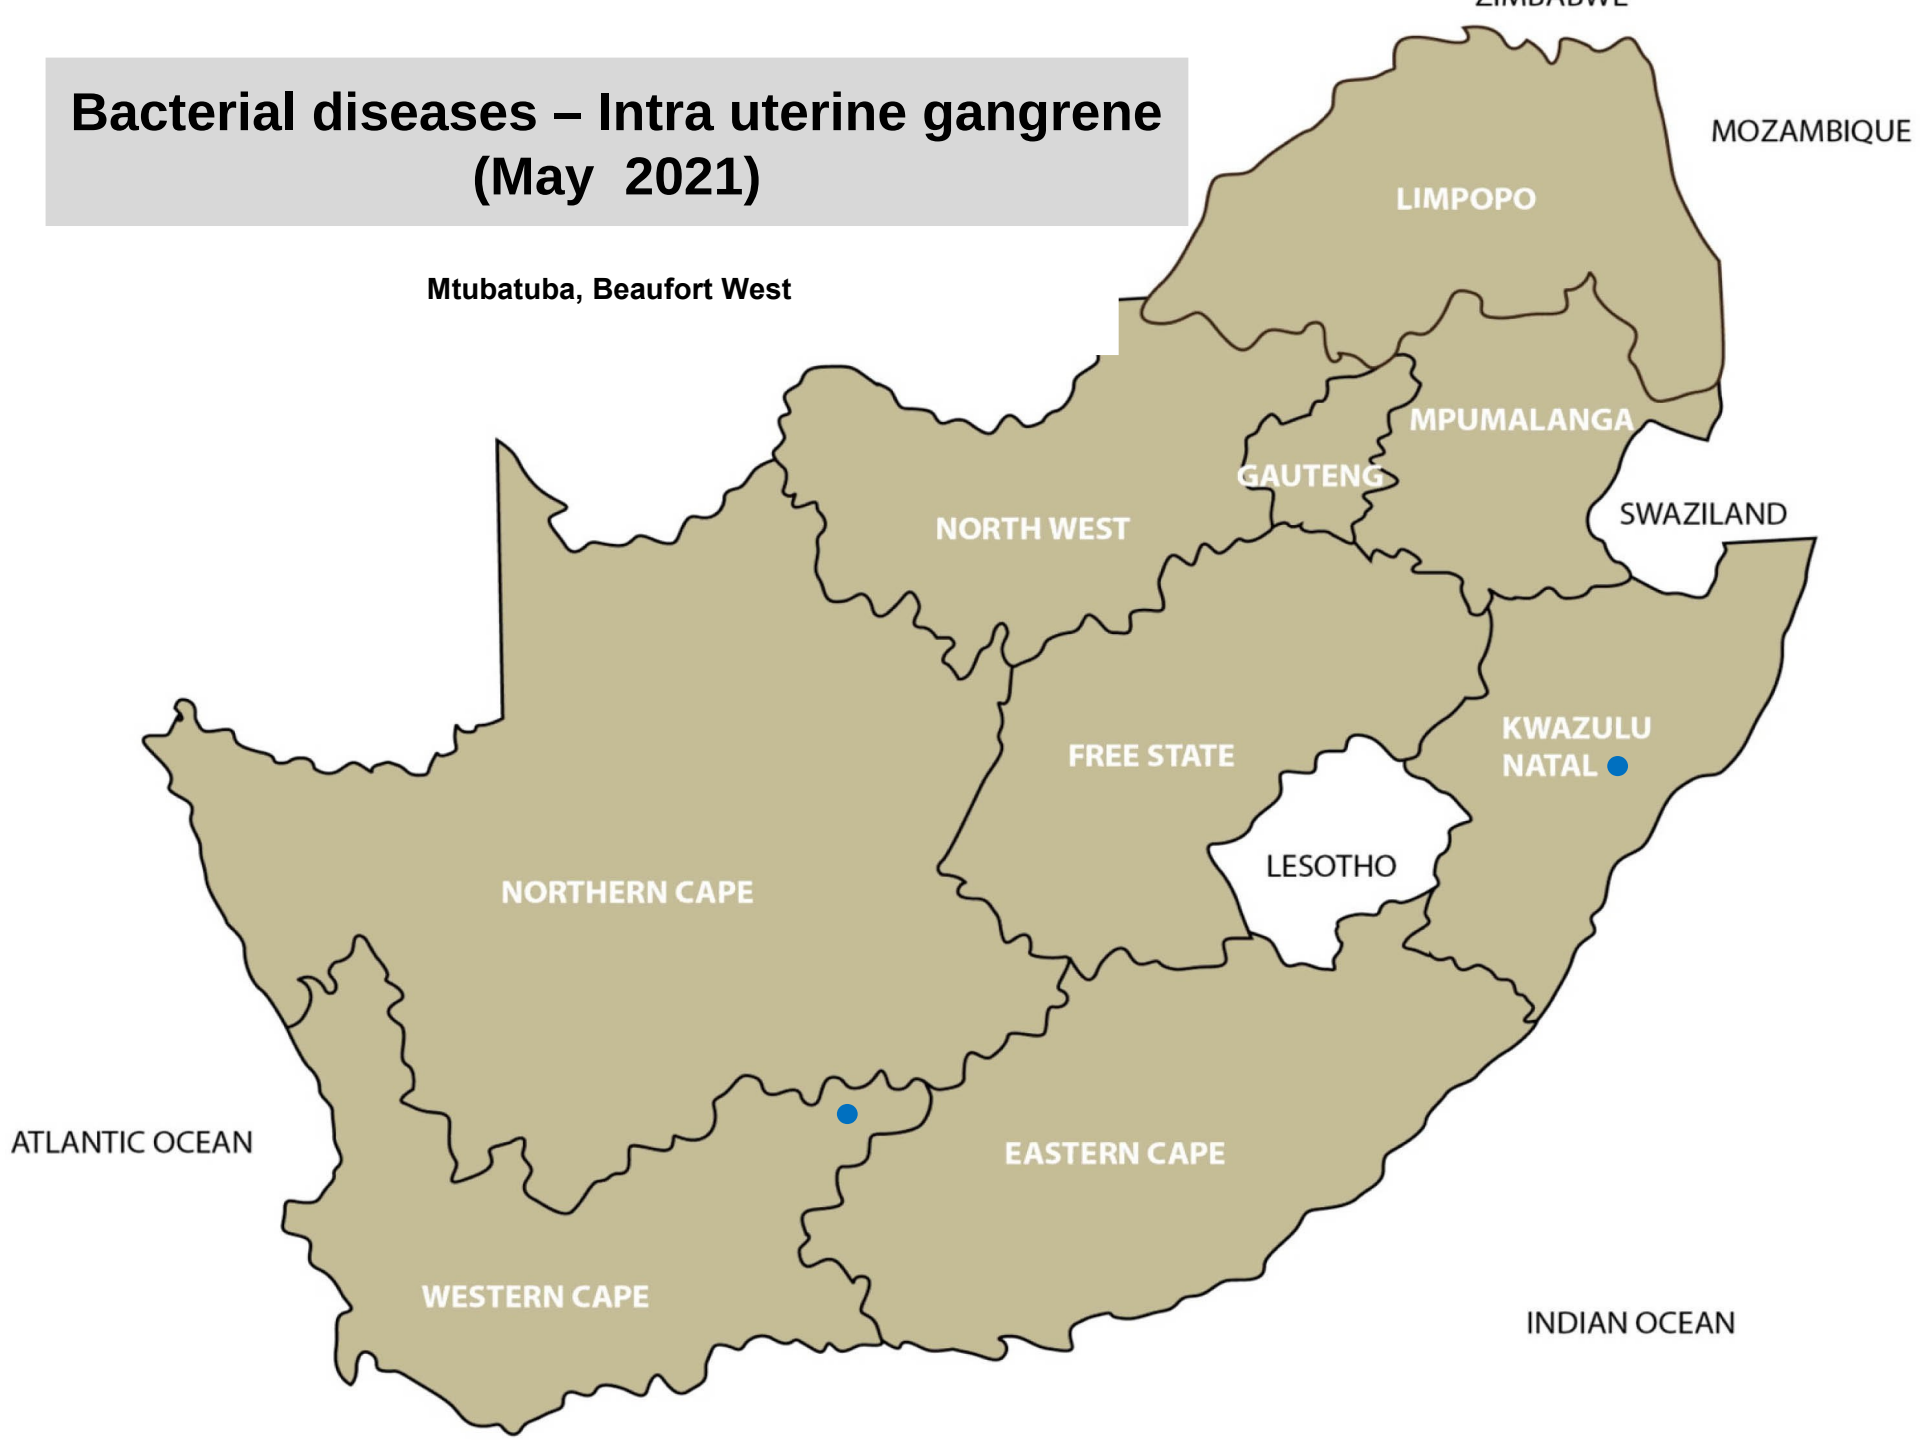 ZIMBABWE
Bacterial diseases – Intra uterine gangrene
(May 2021)
MOZAMBIQUE
LIMPOPO
Mtubatuba, Beaufort West
MPUMALANGA
GAUTENG
SWAZILAND
NORTH WEST
KWAZULU
NATAL
FREE STATE
LESOTHO
NORTHERN CAPE
ATLANTIC OCEAN
EASTERN CAPE
WESTERN CAPE
INDIAN OCEAN